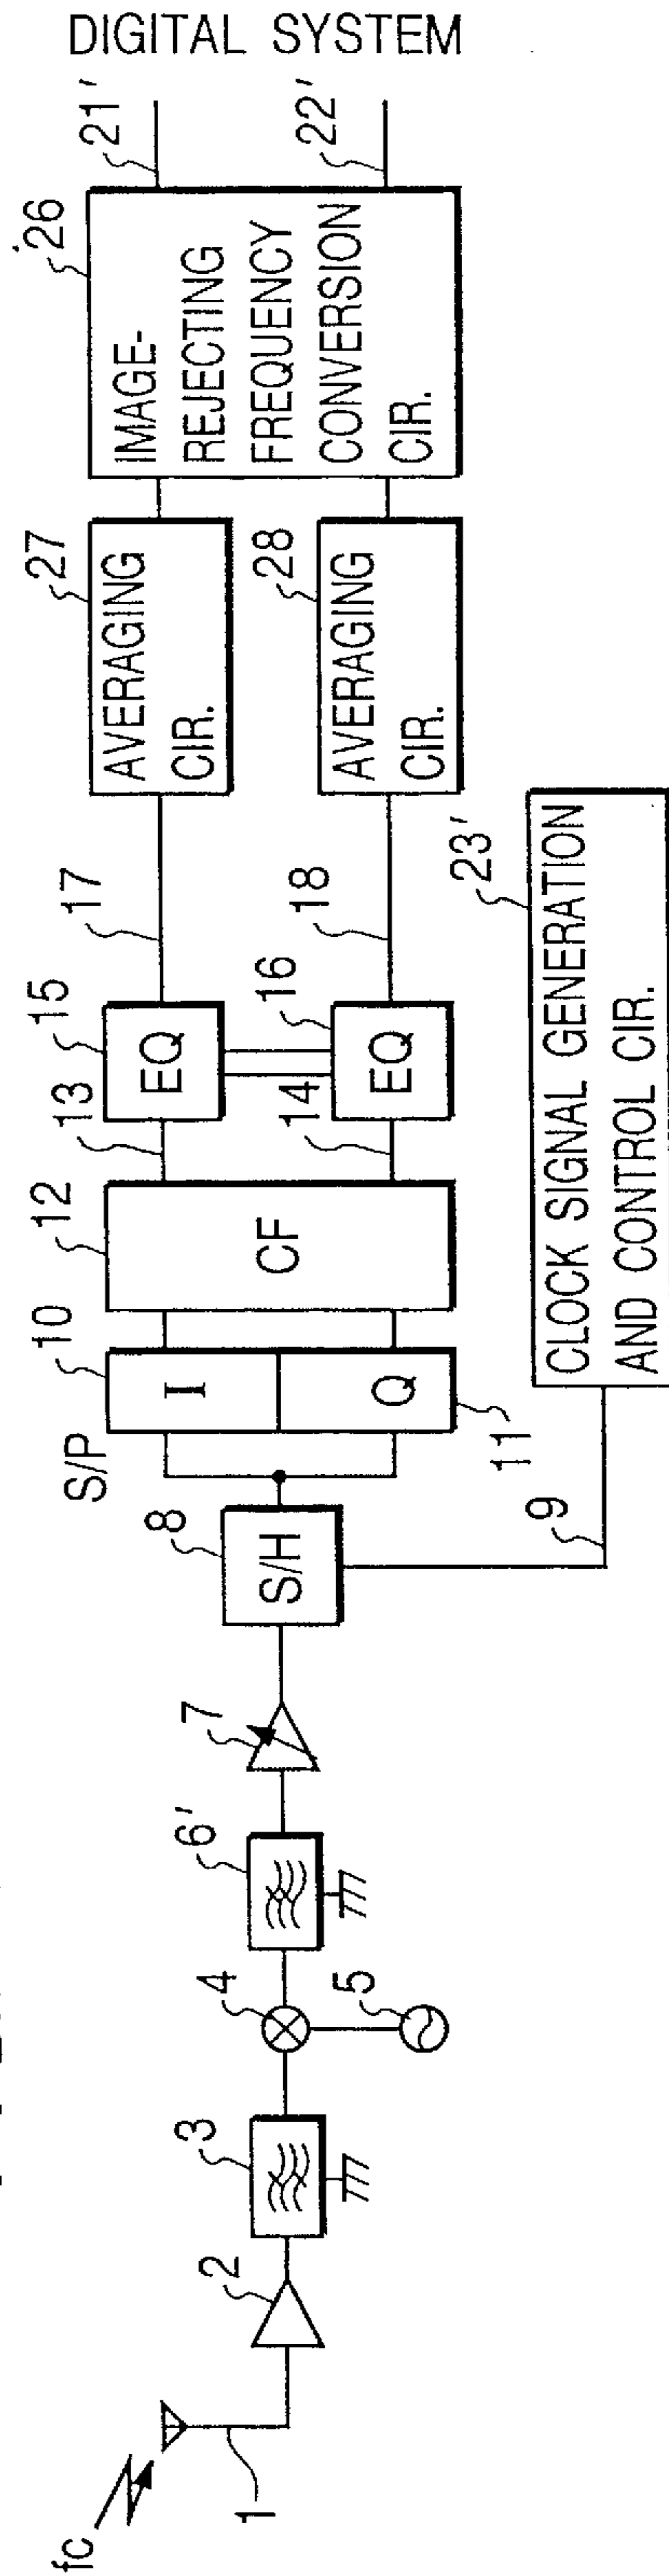 fc
1
2
3
4
5
6'
7
8
S/H
9
S/P
10
I
Q
11
12
CF
13
14
15
EQ
16
EQ
17
18
27
AVERAGING
CIR.
28
AVERAGING
CIR.
23'
CLOCK SIGNAL GENERATION
AND CONTROL CIR.
26
IMAGE-
REJECTING
FREQUENCY
CONVERSION
CIR.
21'
22'
DIGITAL SYSTEM